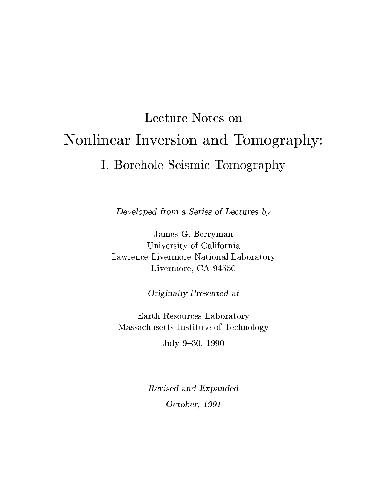 Lecture Notes on
Nonlinear Inversion and Tomography:
I. Borehole Seismic Tomography
Developed from a Series of Lectures by
James G. Berryman
University of California
Lawrence Livermore National Laboratory
Livermore, CA 94550
Originally Presented at
Earth Resources Laboratory
Massachusetts Institute of Technology
July 9–30, 1990
Revised and Expanded
October, 1991